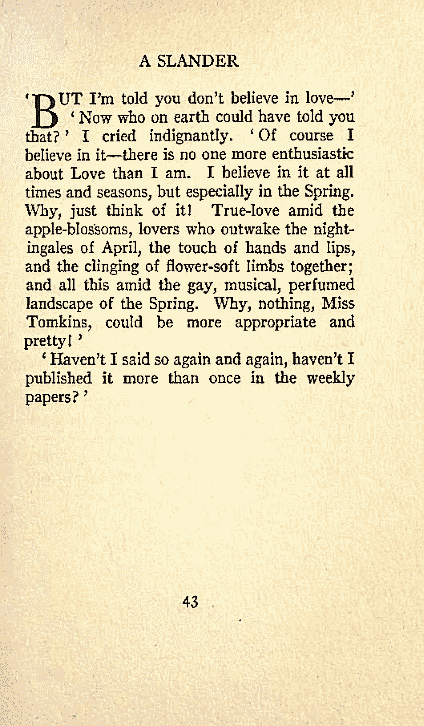 A SLANDER
‘BUT I’m told you don’t believe in love—’
‘Now who on earth could have told you
that?’ I cried indignantly. ‘Of course I
believe in it—there is no one more enthusiastic
about Love than I am. I believe in it at all
times and seasons, but especially in the Spring.
Why, just think of it! True-love amid the
apple-blossoms, lovers who outwake the night-
ingales of April, the touch of hands and lips,
and the clinging of flower-soft limbs together;
and all this amid the gay, musical, perfumed
landscape of the Spring. Why, nothing, Miss
Tomkins, could be more appropriate and
pretty!’
‘Haven’t I said so again and again, haven’t I
published it more than once in the weekly
papers?’
43